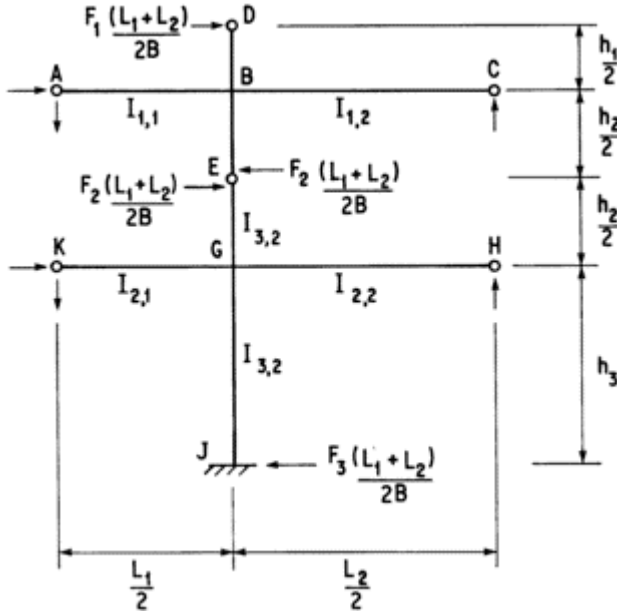 F₁ (L₁ + L₂) D
2B
A B C
I₁,₁ I₁,₂
h₁
2
h₂
2
E F₂ (L₁ + L₂)
2B
F₂ (L₁ + L₂)
2B
I₃,₂
h₂
2
K G H
I₂,₁ I₂,₂
I₃,₂
h₃
J F₃ (L₁ + L₂)
2B
L₁ L₂
2 2